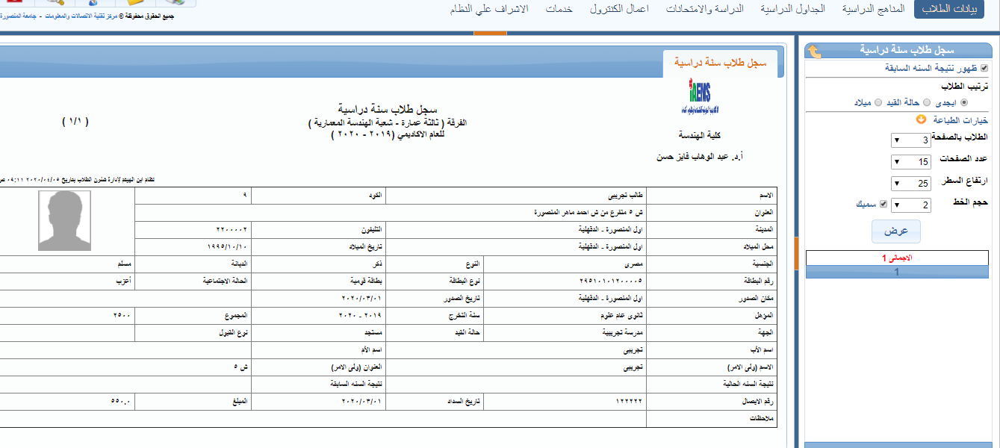 بيانات الطلاب المناهج الدراسية الجداول الدراسية الدراسة والامتحانات اعمال الكنترول خدمات الاشراف علي النظام
جميع الحقوق محفوظة © مركز تقنية الاتصالات والمعلومات - جامعة المنصورة
سجل طلاب سنة دراسية
ظهور نتيجة السنه السابقة
ترتيب الطلاب
ابجدى حالة القيد ميلاد
خيارات الطباعة
الطلاب بالصفحة 3
عدد الصفحات 15
ارتفاع السطر 25
حجم الخط 2 سميك
عرض
الاجمالى 1
1
سجل طلاب سنة دراسية
IAEMS
كلية الهندسة
أ.د. عبد الوهاب فايز حسن
سجل طلاب سنة دراسية
الفرقة ( ثالثة عمارة - شعبة الهندسة المعمارية )
للعام الاكاديمي (٢٠١٩ - ٢٠٢٠ )
( ١/١ )
نظام ابن الهيثم لإدارة شئون الطلاب بتاريخ ٢٠٢٠/٠٤/٠٥ ٠٩:١١ ص
الاسم طالب تجريبى الكود ٩
العنوان ش ٥ متفرع من ش احمد ماهر المنصورة
المدينة اول المنصورة - الدقهلية التليفون ٢٢٠٠٠٠٢
محل الميلاد اول المنصورة - الدقهلية تاريخ الميلاد ١٩٩٥/١٠/١٠
الجنسية مصرى النوع ذكر الديانة مسلم
رقم البطاقة ٢٩٥١٠١٠١٢٠٠٠٠٥ نوع البطاقة بطاقة قومية الحالة الاجتماعية أعزب
مكان الصدور اول المنصورة - الدقهلية تاريخ الصدور ٢٠٢٠/٠٣/٠١
المؤهل ثانوى عام علوم سنة التخرج ٢٠١٩ - ٢٠٢٠ المجموع ٢٥٠٠
الجهة مدرسة تجريبية حالة القيد مستجد نوع القبول
اسم الأب تجريبى اسم الأم
الاسم (ولى الامر) تجريبى العنوان (ولى الامر) ش ٥
نتيجة السنه الحالية نتيجة السنه السابقة
رقم الايصال ١٢٢٢٢٢ تاريخ السداد ٢٠٢٠/٠٣/٠١ المبلغ ٥٥٠.٠
ملاحظات